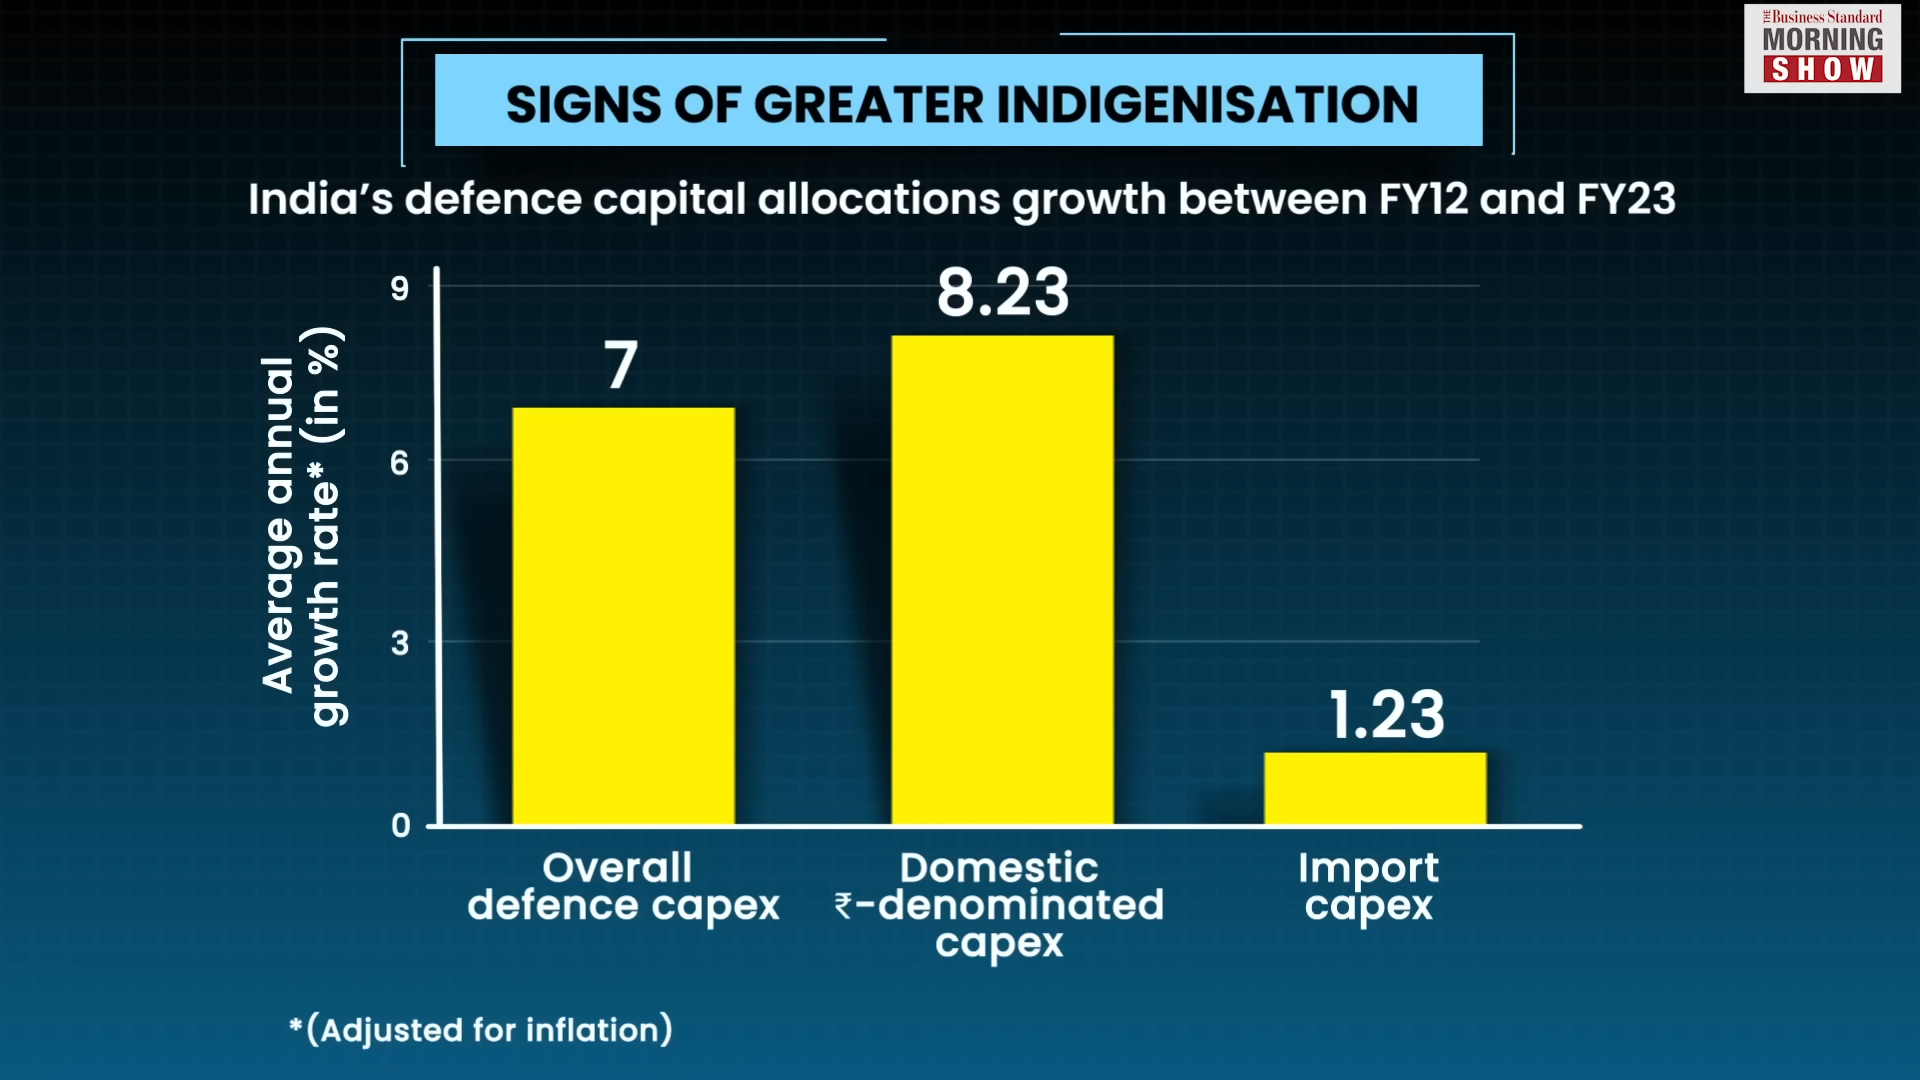 THE Business Standard
MORNING
SHOW
SIGNS OF GREATER INDIGENISATION
India’s defence capital allocations growth between FY12 and FY23
Average annual
growth rate* (in %)
9
6
3
0
7
8.23
1.23
Overall
defence capex
Domestic
₹-denominated
capex
Import
capex
*(Adjusted for inflation)